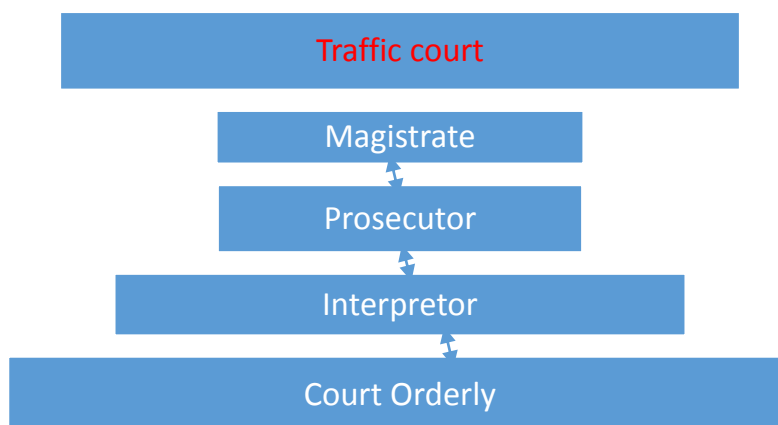 Traffic court
Magistrate
Prosecutor
Interpretor
Court Orderly